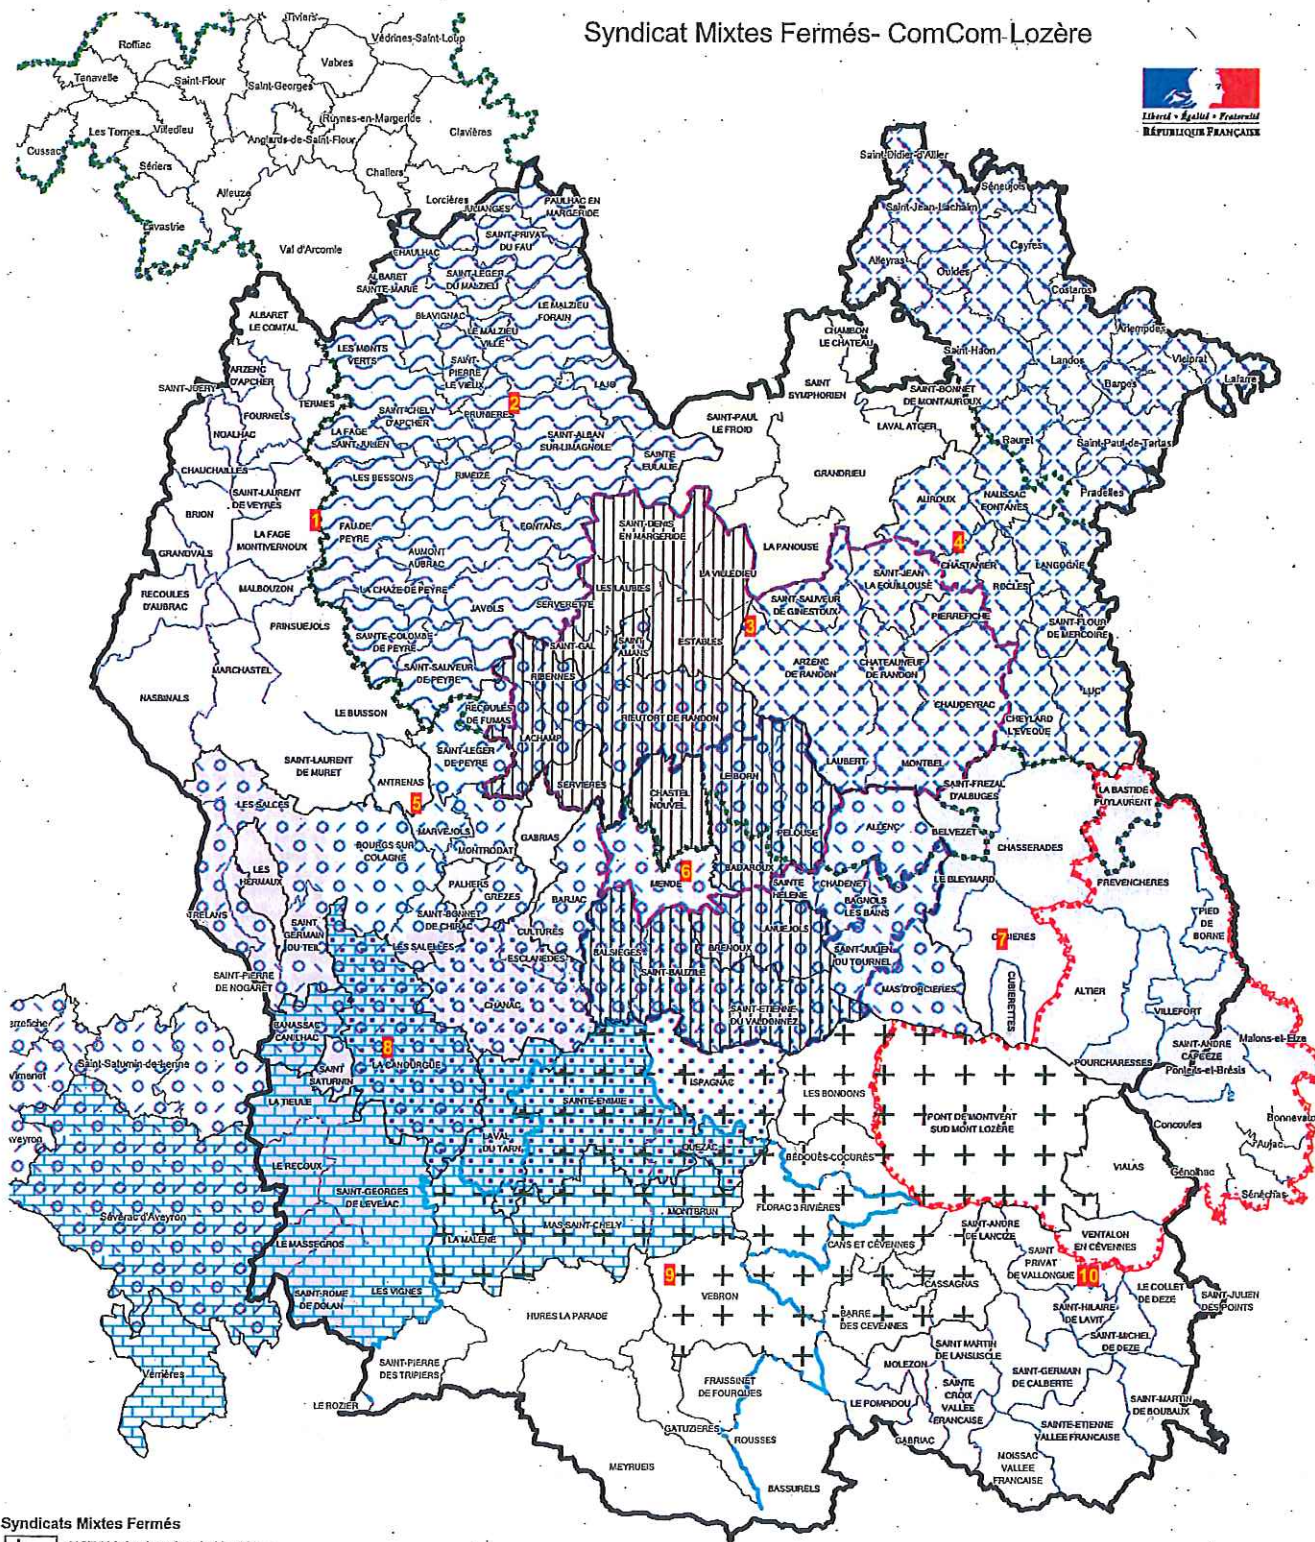 Syndicat Mixtes Fermés- ComCom Lozère
Liberté • Égalité • Fraternité
RÉPUBLIQUE FRANÇAISE
Tiviers
Védrines-Saint-Loup
Roffiac
Vabres
Tanavelle
Saint-Flour
Saint-Georges
Ruynes-en-Margeride
Les Ternes
Villedieu
Anglards-de-Saint-Flour
Clavières
Cussac
Sériers
Chaliers
Alleuze
Lorcières
Lavastrie
Val d'Arcomie
Saint-Didier-d'Allier
Séneujols
Saint-Jean-Lachalm
Cayres
Alleyras
Ouides
Costaros
Arlempdes
Saint-Haon
Landos
Vielprat
Barges
Lafarre
Rauret
Saint-Paul-de-Tartas
Pradelles
JULIANGES
2
PAULHAC EN
MARGERIDE
SAINT-PRIVAT
DU FAU
CHAULHAC
ALBARET
SAINTE-MARIE
SAINT-LEGER
DU MALZIEU
BLAVIGNAC
LE MALZIEU
FORAIN
LE MALZIEU
VILLE
ALBARET
LE COMTAL
LES MONTS
VERTS
SAINT-
PIERRE
LE VIEUX
ARZENC
D'APCHER
SAINT-JUERY
TERMES
LAJO
FOURNELS
SAINT-CHELY
D'APCHER
PRUNIERES
NOALHAC
LA FAGE
SAINT-JULIEN
SAINT-ALBAN
SUR-LIMAGNOLE
SAINTE
EULALIE
CHAUCHAILLES
LES BESSONS
RIMEIZE
SAINT-LAURENT
DE VEYRES
BRION
1
FAU DE
PEYRE
FONTANS
LA FAGE
MONTIVERNOUX
GRANDVALS
AUMONT
AUBRAC
RECOULES
D'AUBRAC
MALBOUZON
LA CHAZE DE PEYRE
JAVOLS
SERVERETTE
PRINSUEJOLS
SAINTE-COLOMBE
DE PEYRE
MARCHASTEL
SAINT-SAUVEUR
DE PEYRE
NASBINALS
LE BUISSON
RECOULES
DE FUMAS
CHAMBON
LE CHATEAU
SAINT
SYMPHORIEN
SAINT-BONNET
DE MONTAUROUX
SAINT-PAUL
LE FROID
LAVAL ATGER
GRANDRIEU
AUROUX
NAUSSAC
FONTANES
SAINT-DENIS
EN MARGERIDE
LA PANOUSE
4
CHASTANIER
LANGOGNE
LA VILLEDIEU
SAINT-JEAN
LA FOUILLOUSE
ROCLES
LES LAUBIES
SAINT-SAUVEUR
DE GINESTOUX
PIERREFICHE
SAINT-FLOUR
DE MERCOIRE
3
SAINT-GAL
SAINT
AMANS
ESTABLES
ARZENC
DE RANDON
CHATEAUNEUF
DE RANDON
LUC
RIBENNES
CHAUDEYRAC
CHEYLARD
L'EVEQUE
RIEUTORT DE RANDON
LACHAMP
SAINT-LAURENT
DE MURET
SAINT-LEGER
DE PEYRE
LAUBERT
MONTBEL
ANTRENAS
SERVIERES
LE BORN
SAINT-FREZAL
D'ALBUGES
LA BASTIDE
PUYLAURENT
CHASTEL
NOUVEL
LES SALCES
5
MARVEJOLS
PELOUSE
ALLENC
BELVEZET
CHASSERADES
BOURGS SUR
COLAGNE
MONTRODAT
GABRIAS
LES
HERMAUX
PALHERS
GREZES
BARJAC
MENDE
6
BADAROUX
SAINTE
HELENE
CHADENET
LE BLEYMARD
PREVENCHERES
TRELANS
SAINT-BONNET
DE CHIRAC
BAGNOLS
LES BAINS
SAINT
GERMAIN
DU TEIL
CULTURES
LANUEJOLS
PIED
DE
BORNE
LES SALELLES
ESCLANEDES
BALSIEGES
BRENOUX
SAINT-JULIEN
DU TOURNEL
7
CUBIERES
SAINT-PIERRE
DE NOGARET
SAINT-BAUZILE
CUBIERETTES
ALTIER
CHANAC
SAINT-ETIENNE
DU VALDONNEZ
MAS D'ORCIERES
VILLEFORT
BANASSAC
CANILHAC
8
LA CANOURGUE
SAINT-ANDRE
CAPCEZE
Malons-et-Elze
Saint-Saturnin-de-Lenne
SAINT
SATURNIN
POURCHARESSES
Ponteils-et-Brésis
ISPAGNAC
LES BONDONS
LA TIEULE
SAINTE-ENIMIE
PONT DE MONTVERT
SUD MONT LOZÈRE
Concoules
Bonnevaux
Aujac
LAVAL
DU TARN
QUEZAC
BÉDOUÈS-COCURÈS
VIALAS
Génolhac
LE RECOUX
SAINT-GEORGES
DE LEVEJAC
FLORAC 3 RIVIÈRES
Sénéchas
MONTBRUN
Sévérac d'Aveyron
MAS SAINT-CHELY
LE MASSEGROS
LA MALENE
CANS ET CÉVENNES
SAINT-ANDRE
DE LANCIZE
VENTALON
EN CÉVENNES
SAINT
PRIVAT
DE VALLONGUE
10
9
CASSAGNAS
SAINT-ROME
DE DOLAN
LES VIGNES
VEBRON
LE COLLET
DE DEZE
SAINT-JULIEN
DES POINTS
HURES LA PARADE
BARRE
DES CEVENNES
SAINT-HILAIRE
DE LAVIT
SAINT-MICHEL
DE DEZE
Verrières
SAINT MARTIN
DE LANSUSCLE
SAINT-PIERRE
DES TRIPIERS
MOLEZON
SAINT-GERMAIN
DE CALBERTE
FRAISSINET
DE FOURQUES
SAINTE
CROIX
VALLEE
FRANCAISE
LE ROZIER
LE POMPIDOU
SAINT-MARTIN
DE BOUBAUX
GATUZIERES
ROUSSES
GABRIAC
SAINTE-ETIENNE
VALLEE FRANCAISE
MEYRUEIS
MOISSAC
VALLEE
FRANCAISE
BASSURELS
Syndicats Mixtes Fermés